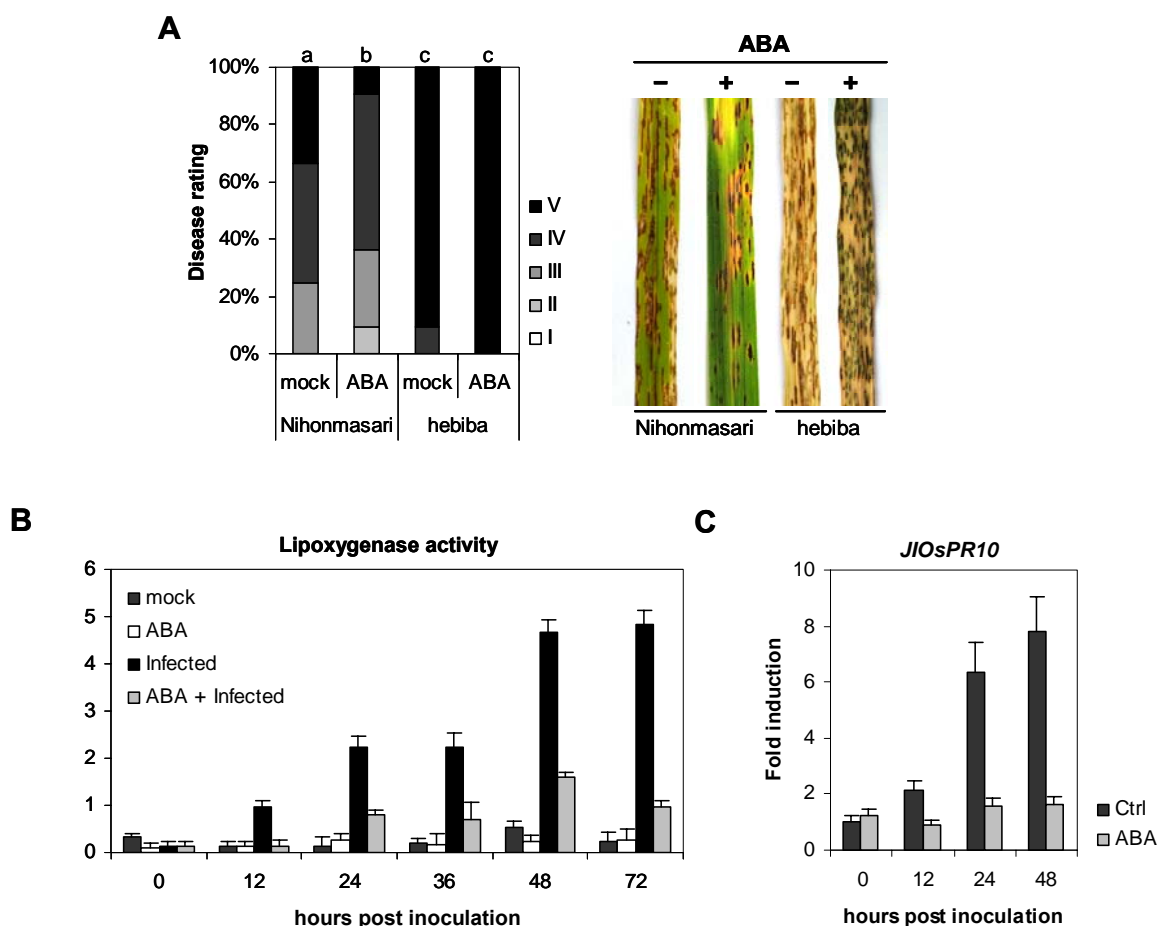 A
a b c c
100%
80%
60%
40%
20%
0%
Disease rating
V
IV
III
II
I
mock ABA mock ABA
Nihonmasari hebiba
ABA
– + – +
Nihonmasari hebiba
B
Lipoxygenase activity
6
5
4
3
2
1
0
mock
ABA
Infected
ABA + Infected
0 12 24 36 48 72
hours post inoculation
C
JIOsPR10
10
8
6
4
2
0
Fold induction
Ctrl
ABA
0 12 24 48
hours post inoculation